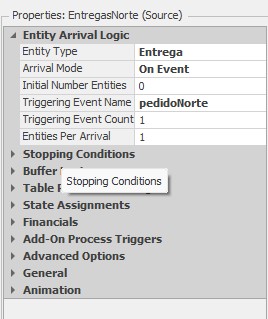 Properties: EntregasNorte (Source)
Entity Arrival Logic
Entity Type Entrega
Arrival Mode On Event
Initial Number Entities 0
Triggering Event Name pedidoNorte
Triggering Event Count 1
Entities Per Arrival 1
Stopping Conditions
Buffer
Stopping Conditions
Table
State Assignments
Financials
Add-On Process Triggers
Advanced Options
General
Animation